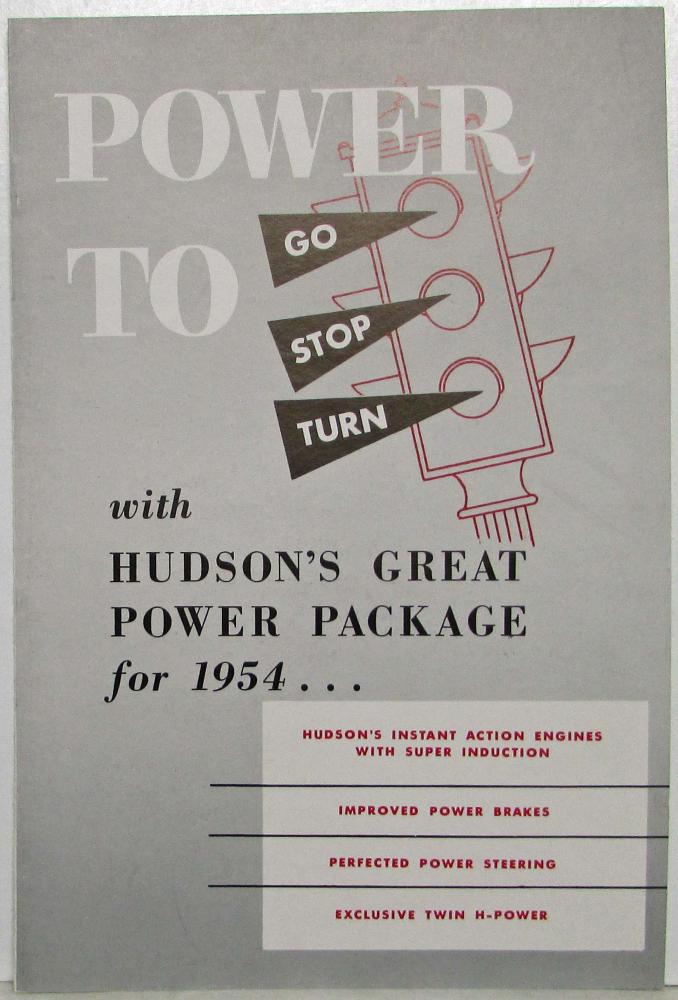 POWER
TO
GO
STOP
TURN
with
HUDSON'S GREAT
POWER PACKAGE
for 1954...
HUDSON'S INSTANT ACTION ENGINES
WITH SUPER INDUCTION
IMPROVED POWER BRAKES
PERFECTED POWER STEERING
EXCLUSIVE TWIN H-POWER